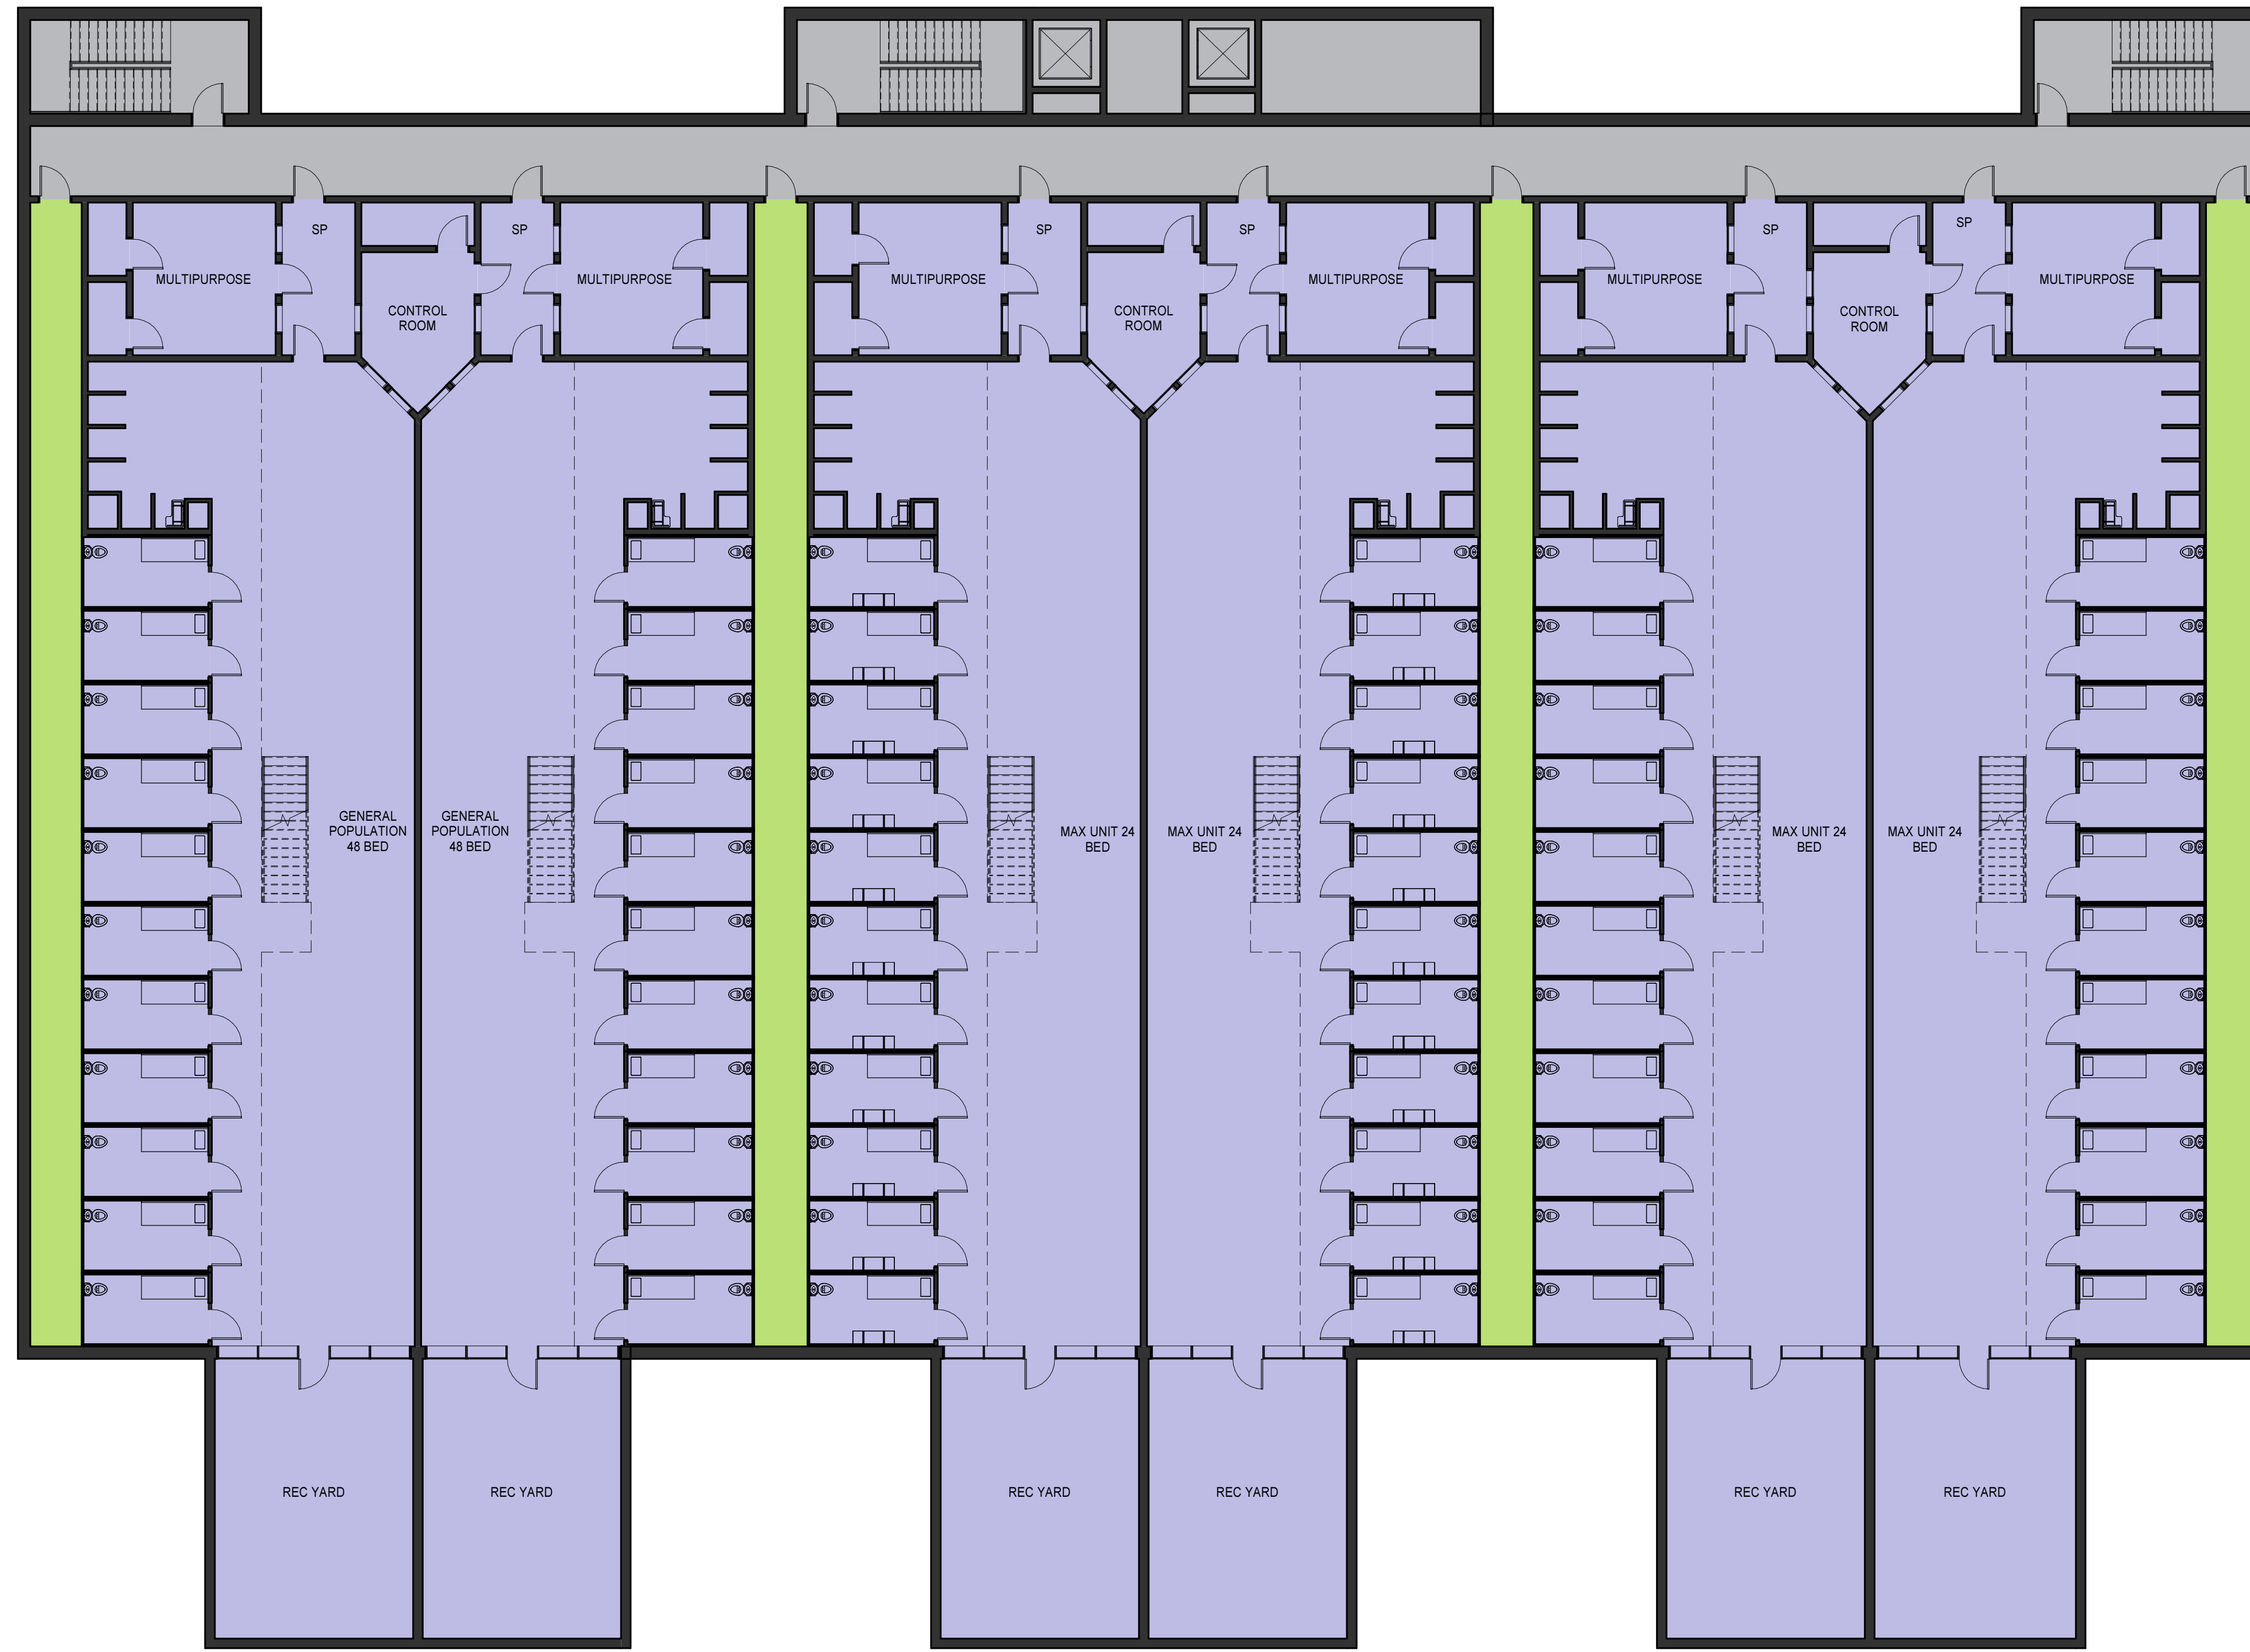 SP
SP
SP
SP
SP
SP
MULTIPURPOSE
MULTIPURPOSE
MULTIPURPOSE
MULTIPURPOSE
MULTIPURPOSE
MULTIPURPOSE
CONTROL
ROOM
CONTROL
ROOM
CONTROL
ROOM
GENERAL
POPULATION
48 BED
GENERAL
POPULATION
48 BED
MAX UNIT 24
BED
MAX UNIT 24
BED
MAX UNIT 24
BED
MAX UNIT 24
BED
REC YARD
REC YARD
REC YARD
REC YARD
REC YARD
REC YARD